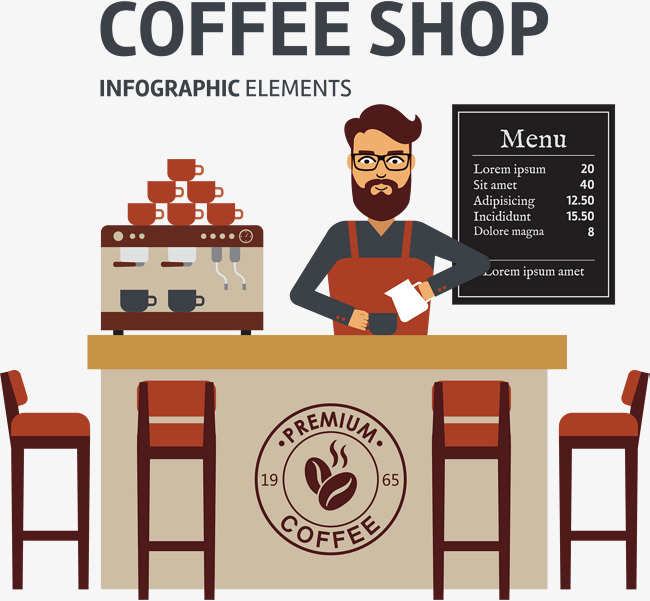 COFFEE SHOP
INFOGRAPHIC ELEMENTS
Menu
Lorem ipsum 20
Sit amet 40
Adipisicing 12.50
Incididunt 15.50
Dolore magna 8
Lorem ipsum amet
• PREMIUM •
19 65
COFFEE